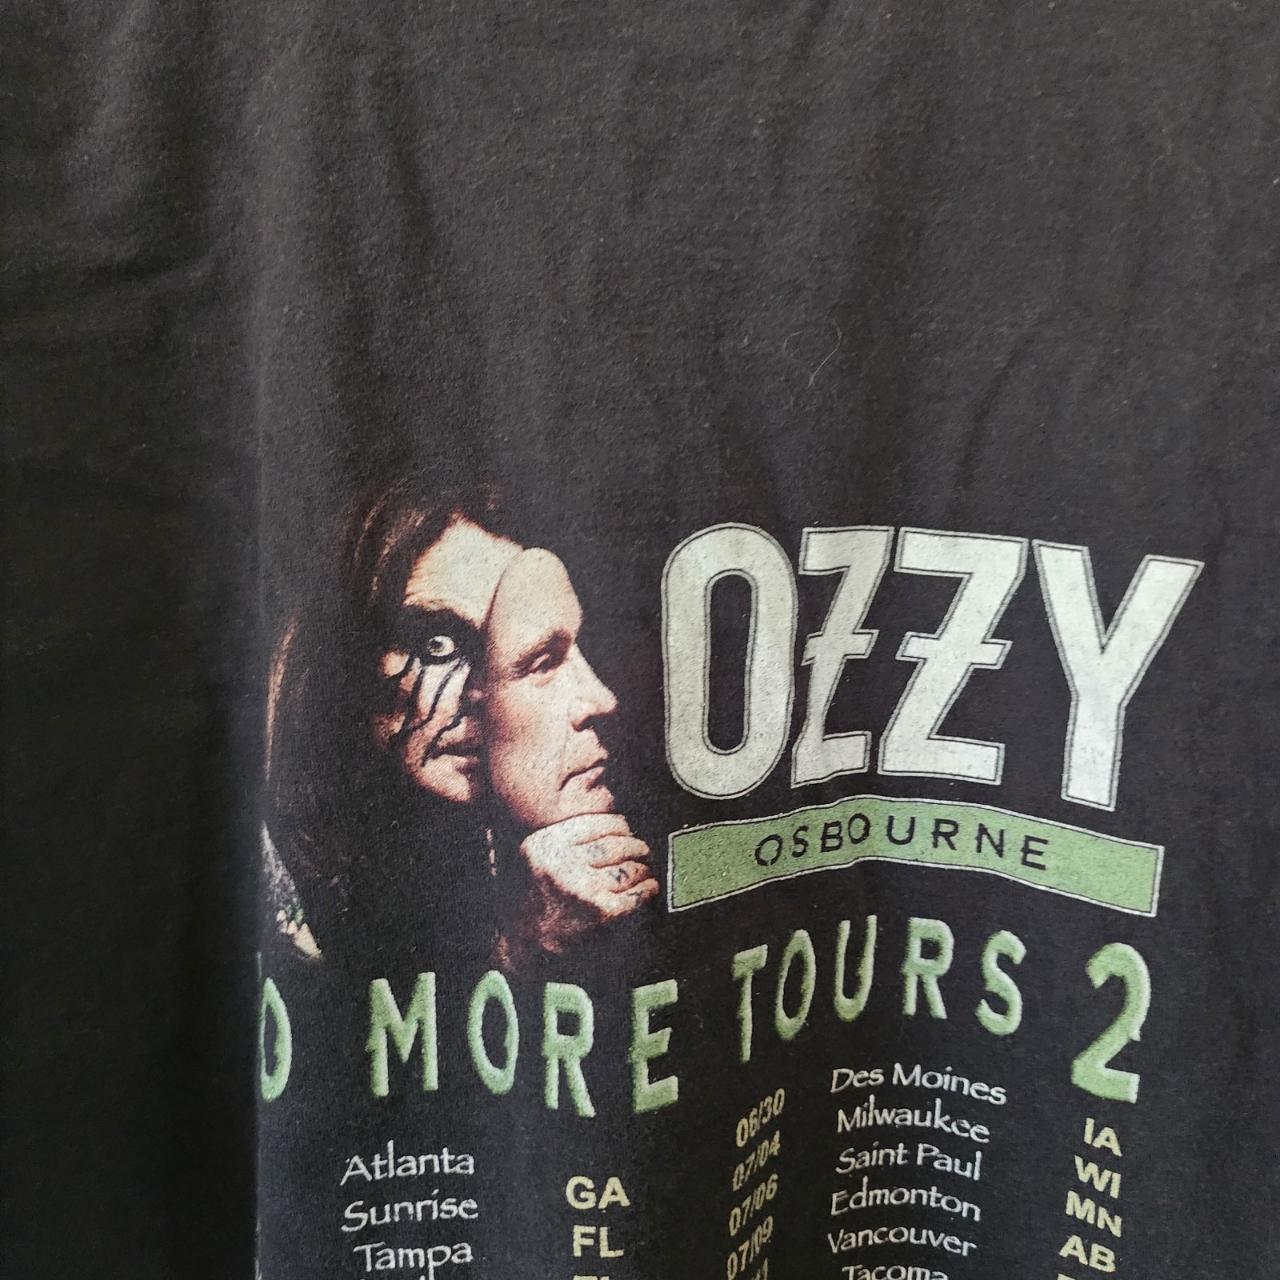 OZZY
OSBOURNE
O MORE TOURS 2
Atlanta GA
Sunrise FL
Tampa
06/30 Des Moines IA
07/04 Milwaukee WI
07/06 Saint Paul MN
07/09 Edmonton AB
Vancouver
Tacoma